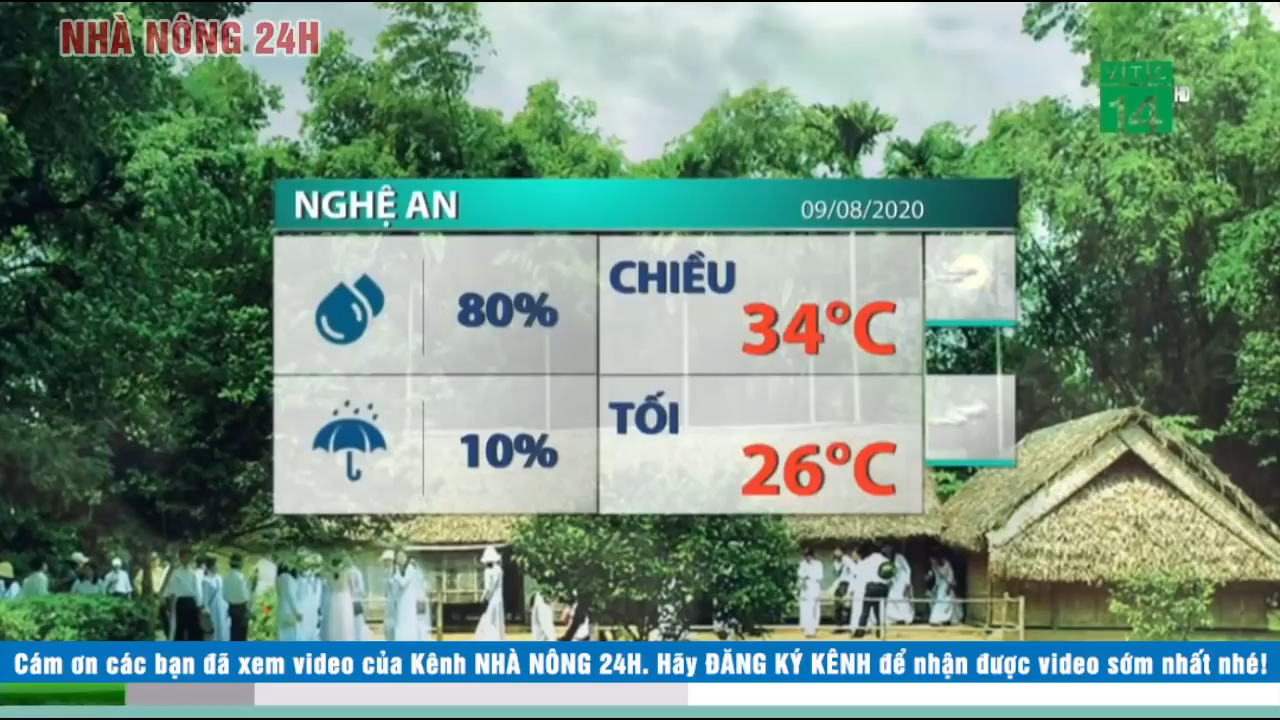 NHÀ NÔNG 24H
VTC
14 HD
NGHỆ AN
09/08/2020
80%
CHIỀU
34°C
10%
TỐI
26°C
Cám ơn các bạn đã xem video của Kênh NHÀ NÔNG 24H. Hãy ĐĂNG KÝ KÊNH để nhận được video sớm nhất nhé!